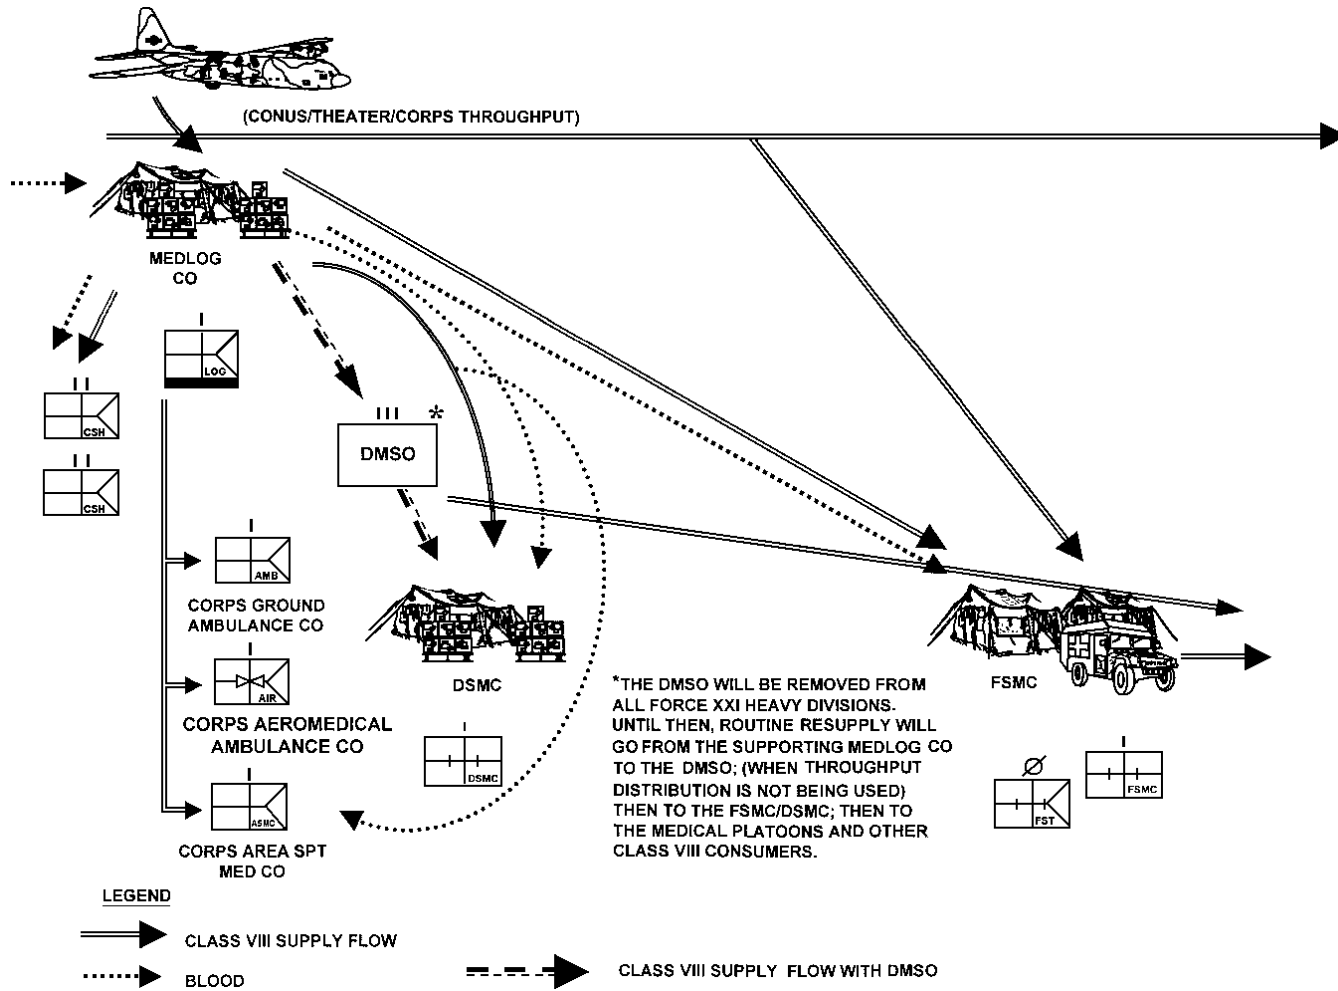 (CONUS/THEATER/CORPS THROUGHPUT)
MEDLOG
CO
LOG
CSH
CSH
DMSO
*
AMB
CORPS GROUND
AMBULANCE CO
AIR
CORPS AEROMEDICAL
AMBULANCE CO
ASMC
CORPS AREA SPT
MED CO
DSMC
DSMC
FSMC
FST
FSMC
*THE DMSO WILL BE REMOVED FROM
ALL FORCE XXI HEAVY DIVISIONS.
UNTIL THEN, ROUTINE RESUPPLY WILL
GO FROM THE SUPPORTING MEDLOG CO
TO THE DMSO; (WHEN THROUGHPUT
DISTRIBUTION IS NOT BEING USED)
THEN TO THE FSMC/DSMC; THEN TO
THE MEDICAL PLATOONS AND OTHER
CLASS VIII CONSUMERS.
LEGEND
CLASS VIII SUPPLY FLOW
BLOOD
CLASS VIII SUPPLY FLOW WITH DMSO